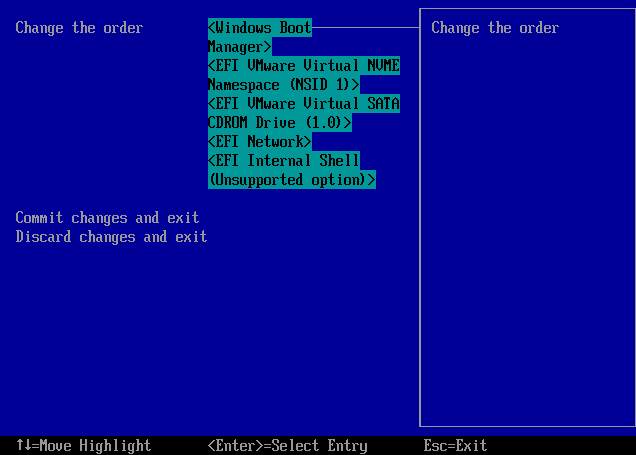 Change the order
<Windows Boot
Manager>
<EFI VMware Virtual NVME
Namespace (NSID 1)>
<EFI VMware Virtual SATA
CDROM Drive (1.0)>
<EFI Network>
<EFI Internal Shell
(Unsupported option)>
Change the order
Commit changes and exit
Discard changes and exit
↑↓=Move Highlight
<Enter>=Select Entry
Esc=Exit